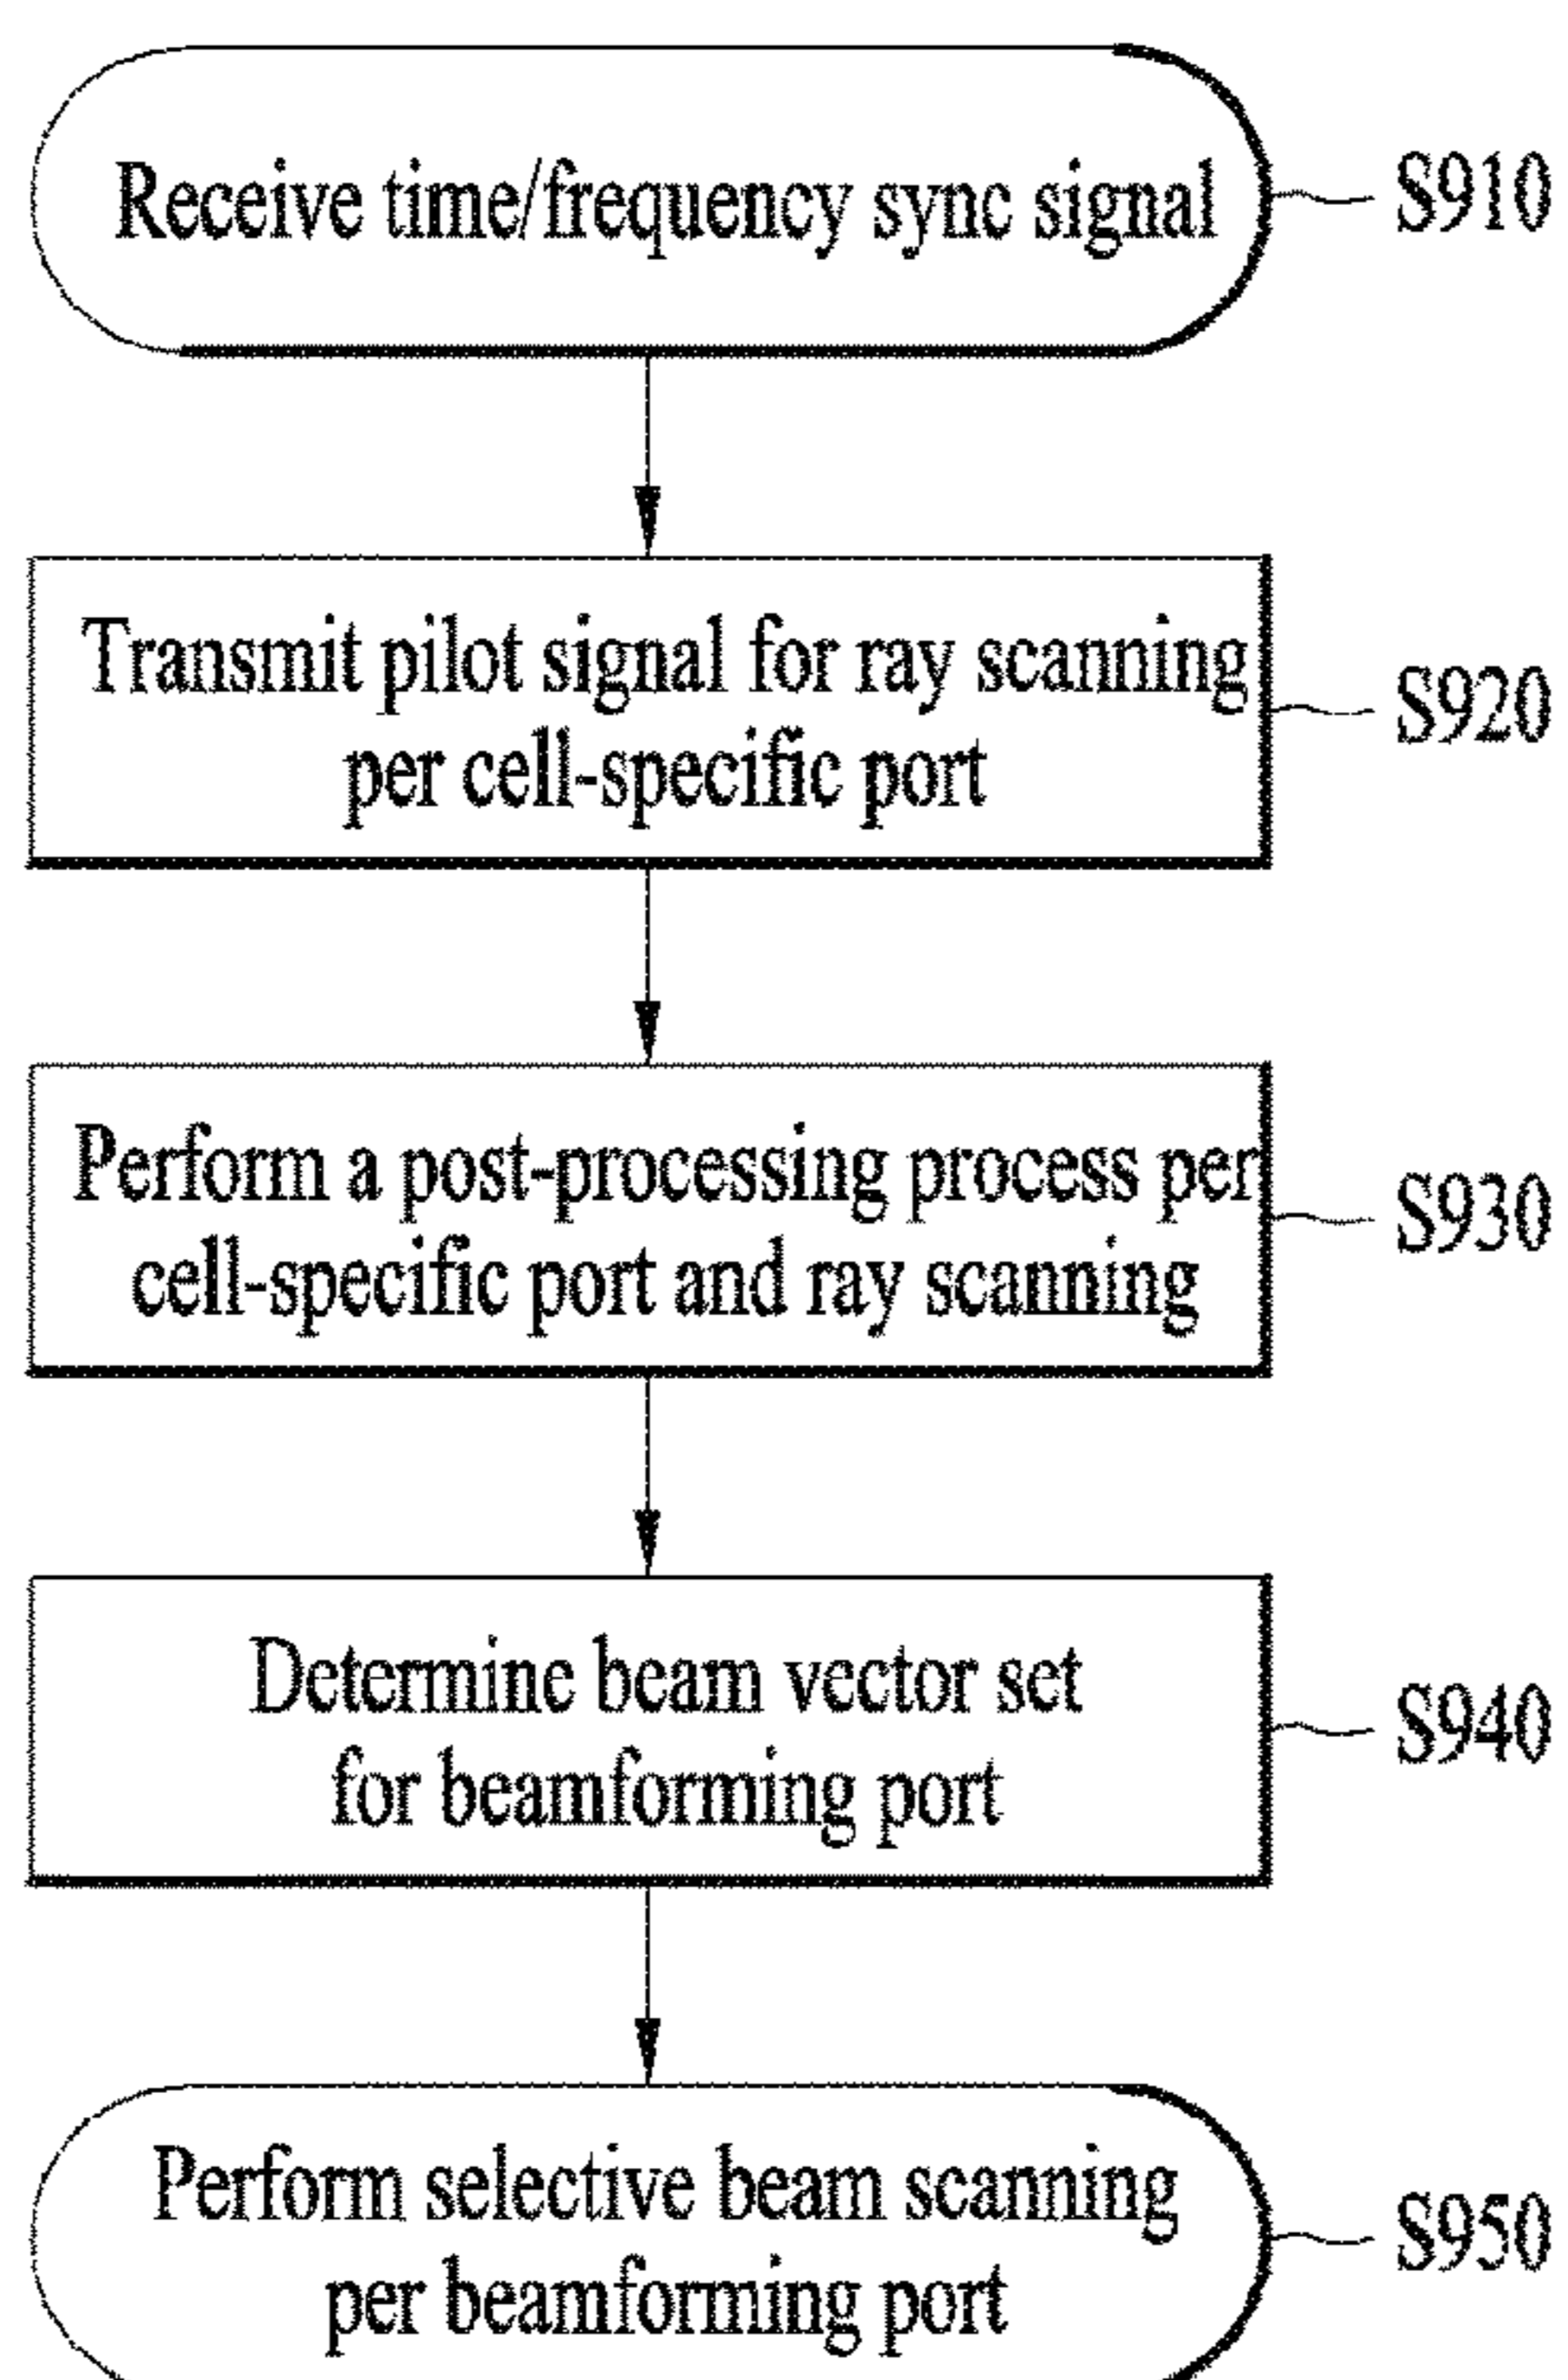 Receive time/frequency sync signal
S910
Transmit pilot signal for ray scanning
per cell-specific port
S920
Perform a post-processing process per
cell-specific port and ray scanning
S930
Determine beam vector set
for beamforming port
S940
Perform selective beam scanning
per beamforming port
S950